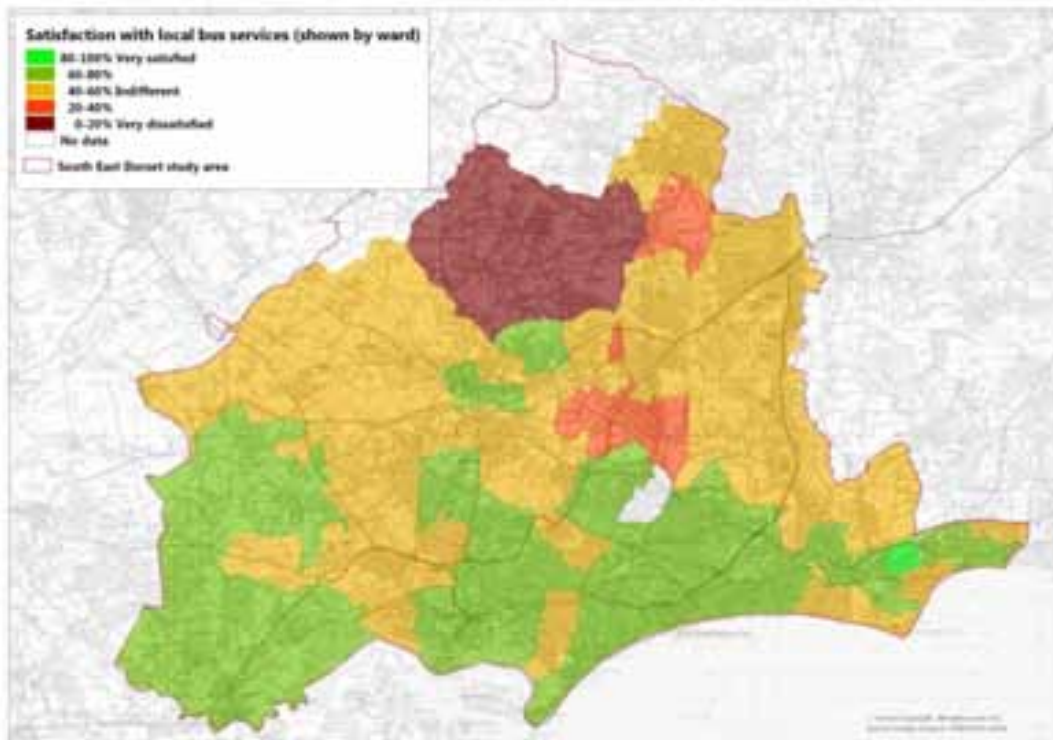 Satisfaction with local bus services (shown by ward)
80-100% Very satisfied
60-80%
40-60% Indifferent
20-40%
0-20% Very dissatisfied
No data
South East Dorset study area